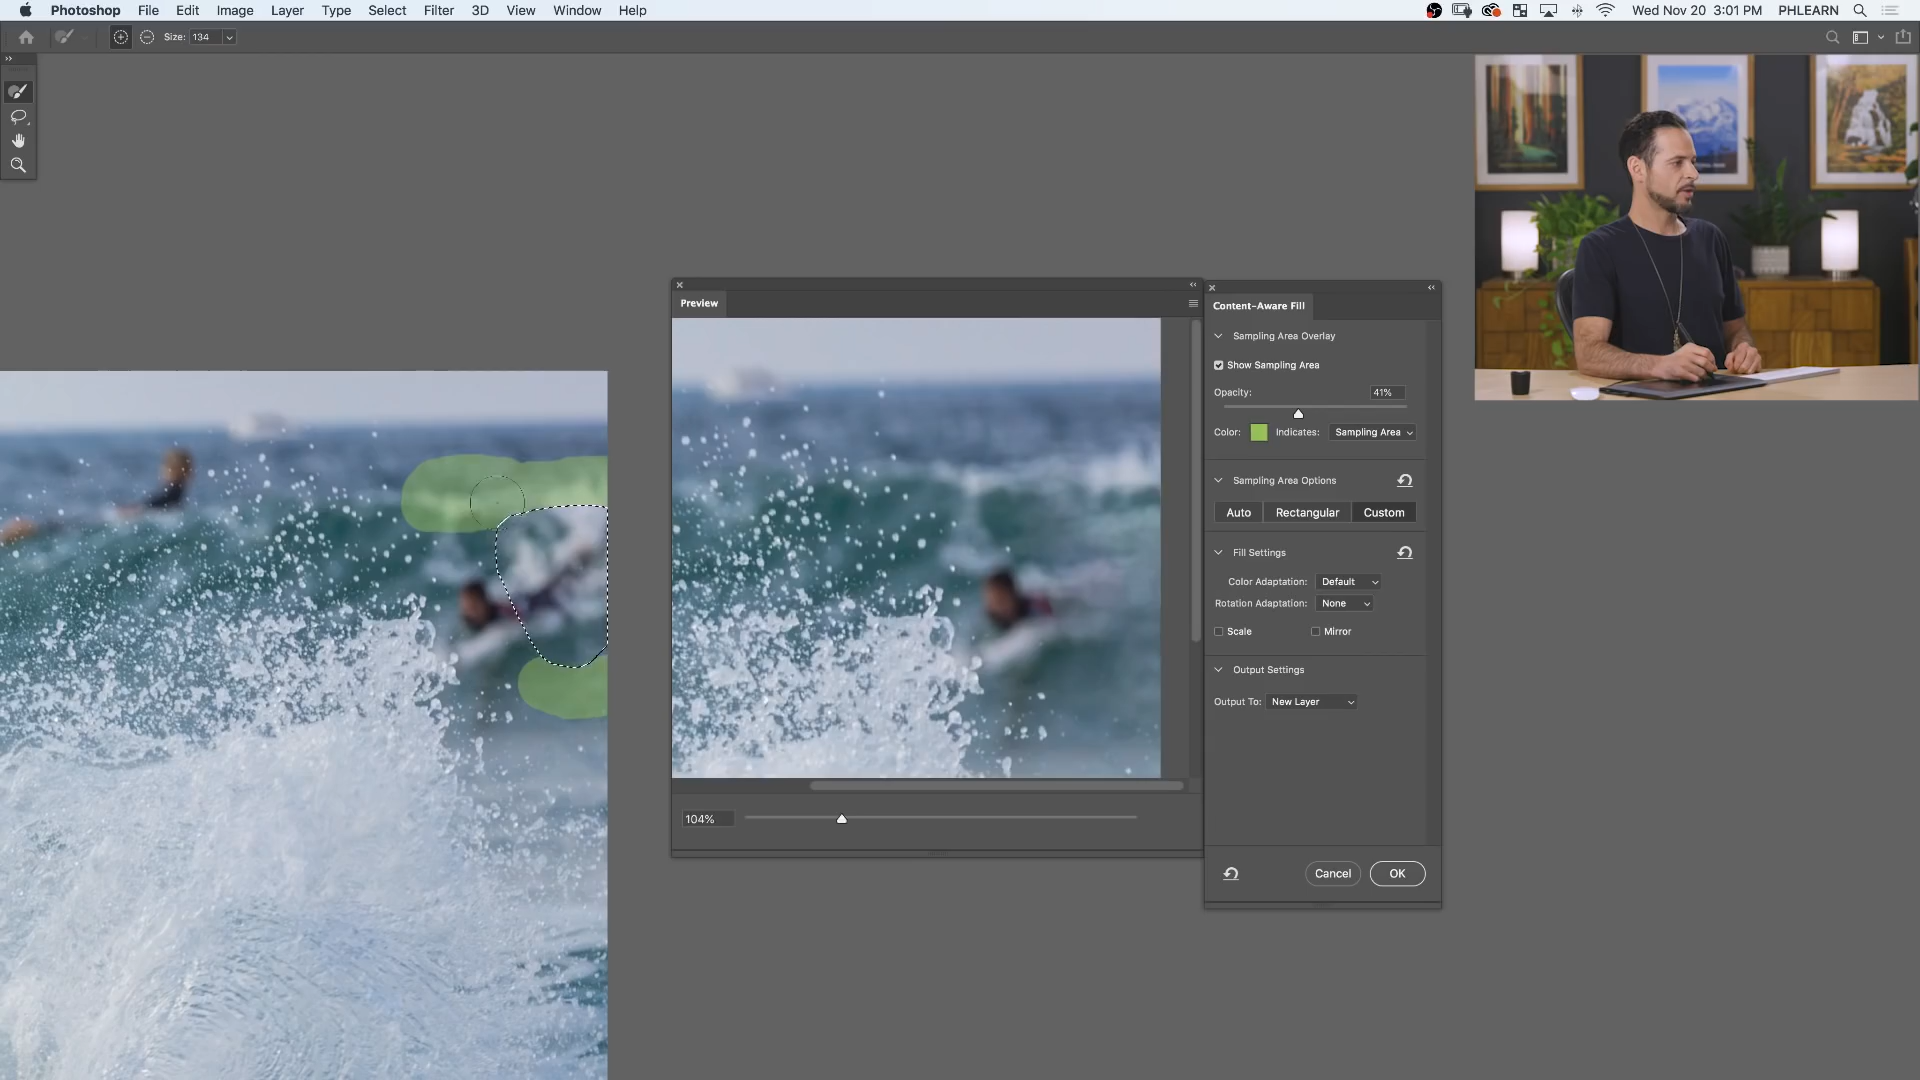 Photoshop File Edit Image Layer Type Select Filter 3D View Window Help Wed Nov 20 3:01 PM PHLEARN
Size: 134
Preview
104%
Content-Aware Fill
Sampling Area Overlay
Show Sampling Area
Opacity: 41%
Color: Indicates: Sampling Area
Sampling Area Options
Auto Rectangular Custom
Fill Settings
Color Adaptation: Default
Rotation Adaptation: None
Scale Mirror
Output Settings
Output To: New Layer
Cancel OK